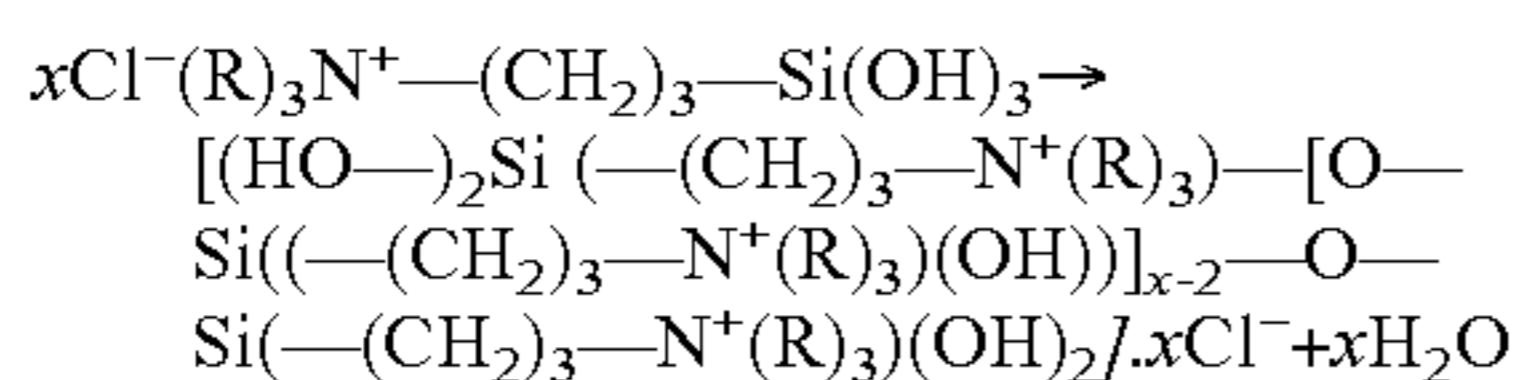 xCl⁻(R)₃N⁺—(CH₂)₃—Si(OH)₃→
[(HO—)₂Si (—(CH₂)₃—N⁺(R)₃)—[O—
Si((—(CH₂)₃—N⁺(R)₃)(OH))]ₓ₋₂—O—
Si(—(CH₂)₃—N⁺(R)₃)(OH)₂/.xCl⁻+xH₂O